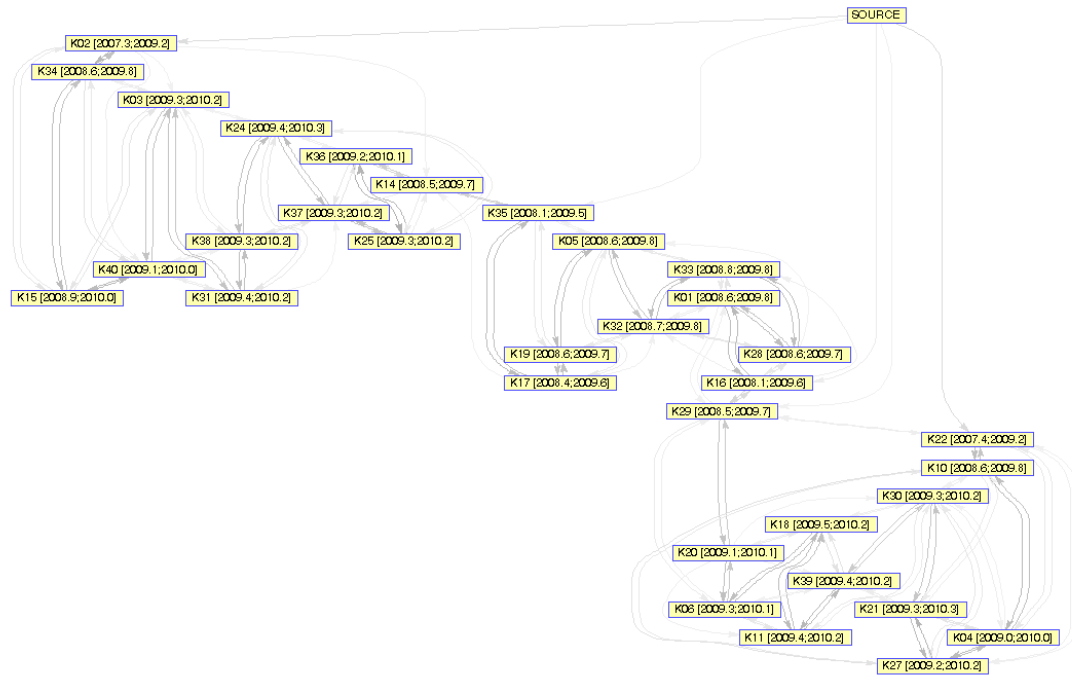 SOURCE
K02 [2007.3;2009.2]
K34 [2008.6;2009.8]
K03 [2009.3;2010.2]
K24 [2009.4;2010.3]
K36 [2009.2;2010.1]
K14 [2008.5;2009.7]
K37 [2009.3;2010.2]
K35 [2008.1;2009.5]
K38 [2009.3;2010.2]
K25 [2009.3;2010.2]
K05 [2008.6;2009.8]
K40 [2009.1;2010.0]
K33 [2008.8;2009.8]
K15 [2008.9;2010.0]
K31 [2009.4;2010.2]
K01 [2008.6;2009.8]
K32 [2008.7;2009.8]
K19 [2008.6;2009.7]
K28 [2008.6;2009.7]
K17 [2008.4;2009.6]
K16 [2008.1;2009.6]
K29 [2008.5;2009.7]
K22 [2007.4;2009.2]
K10 [2008.6;2009.8]
K30 [2009.3;2010.2]
K18 [2009.5;2010.2]
K20 [2009.1;2010.1]
K39 [2009.4;2010.2]
K06 [2009.3;2010.1]
K21 [2009.3;2010.3]
K11 [2009.4;2010.2]
K04 [2009.0;2010.0]
K27 [2009.2;2010.2]